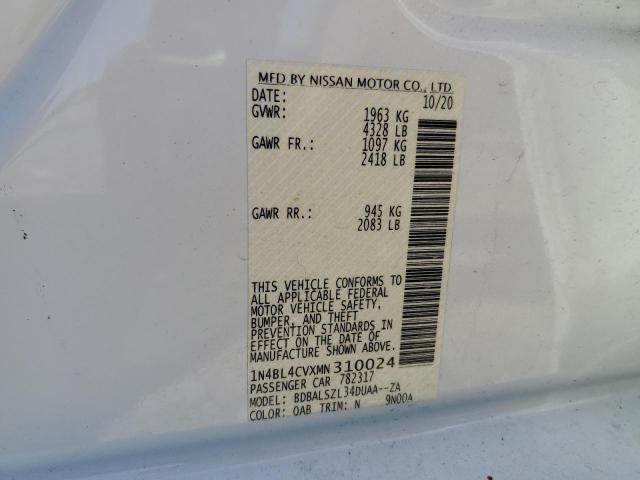 MFD BY NISSAN MOTOR CO., LTD
DATE: 10/20
GVWR: 1963 KG
4328 LB
GAWR FR.: 1097 KG
2418 LB
GAWR RR.: 945 KG
2083 LB
THIS VEHICLE CONFORMS TO
ALL APPLICABLE FEDERAL
MOTOR VEHICLE SAFETY,
BUMPER, AND THEFT
PREVENTION STANDARDS IN
EFFECT ON THE DATE OF
MANUFACTURE SHOWN ABOVE.
1N4BL4CVXMN310024
PASSENGER CAR 782317
MODEL: BDBALSZL34DUAA--ZA
COLOR: QAB TRIM: N 9N00A